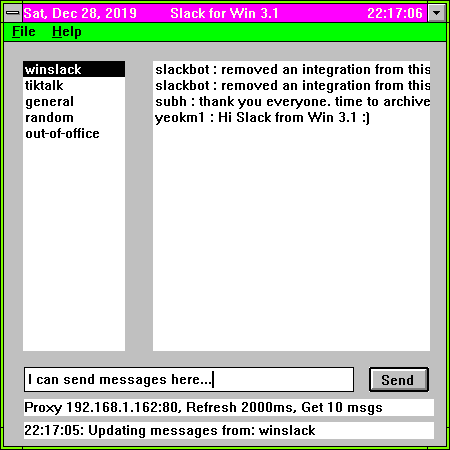 Sat, Dec 28, 2019 Slack for Win 3.1 22:17:06
File Help
winslack
tiktalk
general
random
out-of-office
slackbot : removed an integration from this
slackbot : removed an integration from this
subh : thank you everyone. time to archive
yeokm1 : Hi Slack from Win 3.1 :)
I can send messages here...
Send
Proxy 192.168.1.162:80, Refresh 2000ms, Get 10 msgs
22:17:05: Updating messages from: winslack